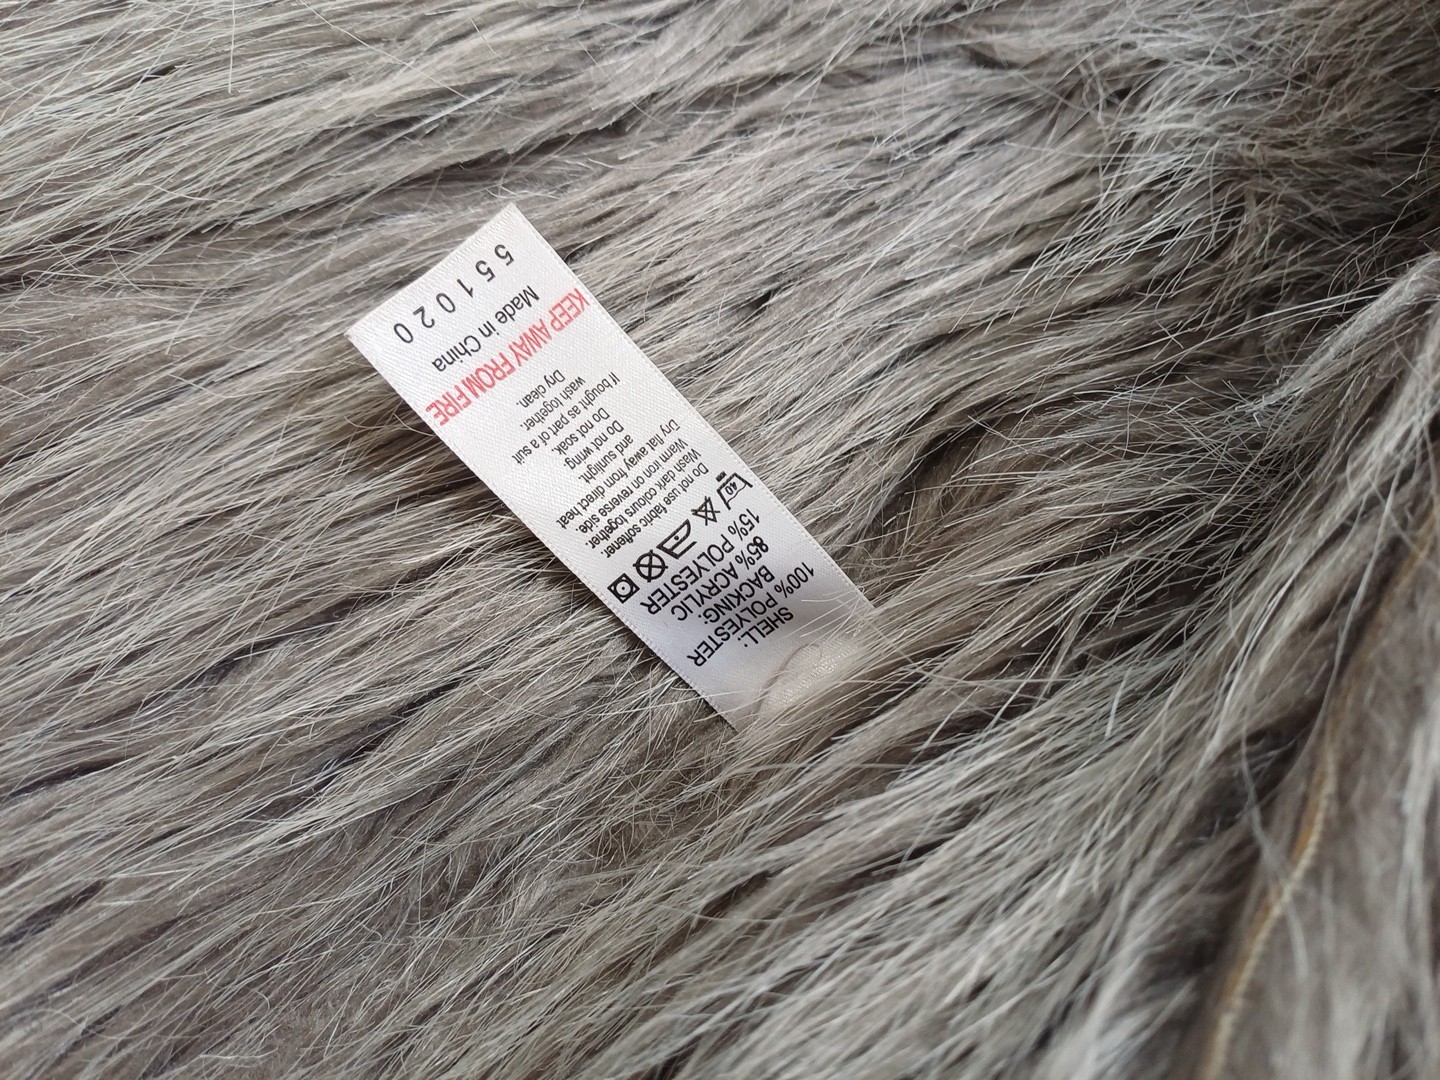 SHELL:
100% POLYESTER
BACKING:
85% ACRYLIC
15% POLYESTER
40
Do not use fabric softener.
Wash dark colours together.
Warm iron on reverse side.
Dry flat away from direct heat
and sunlight.
Do not wring
Do not soak.
If bought as part of a suit
wash together.
Dry clean.
KEEP AWAY FROM FIRE
Made in China
551020